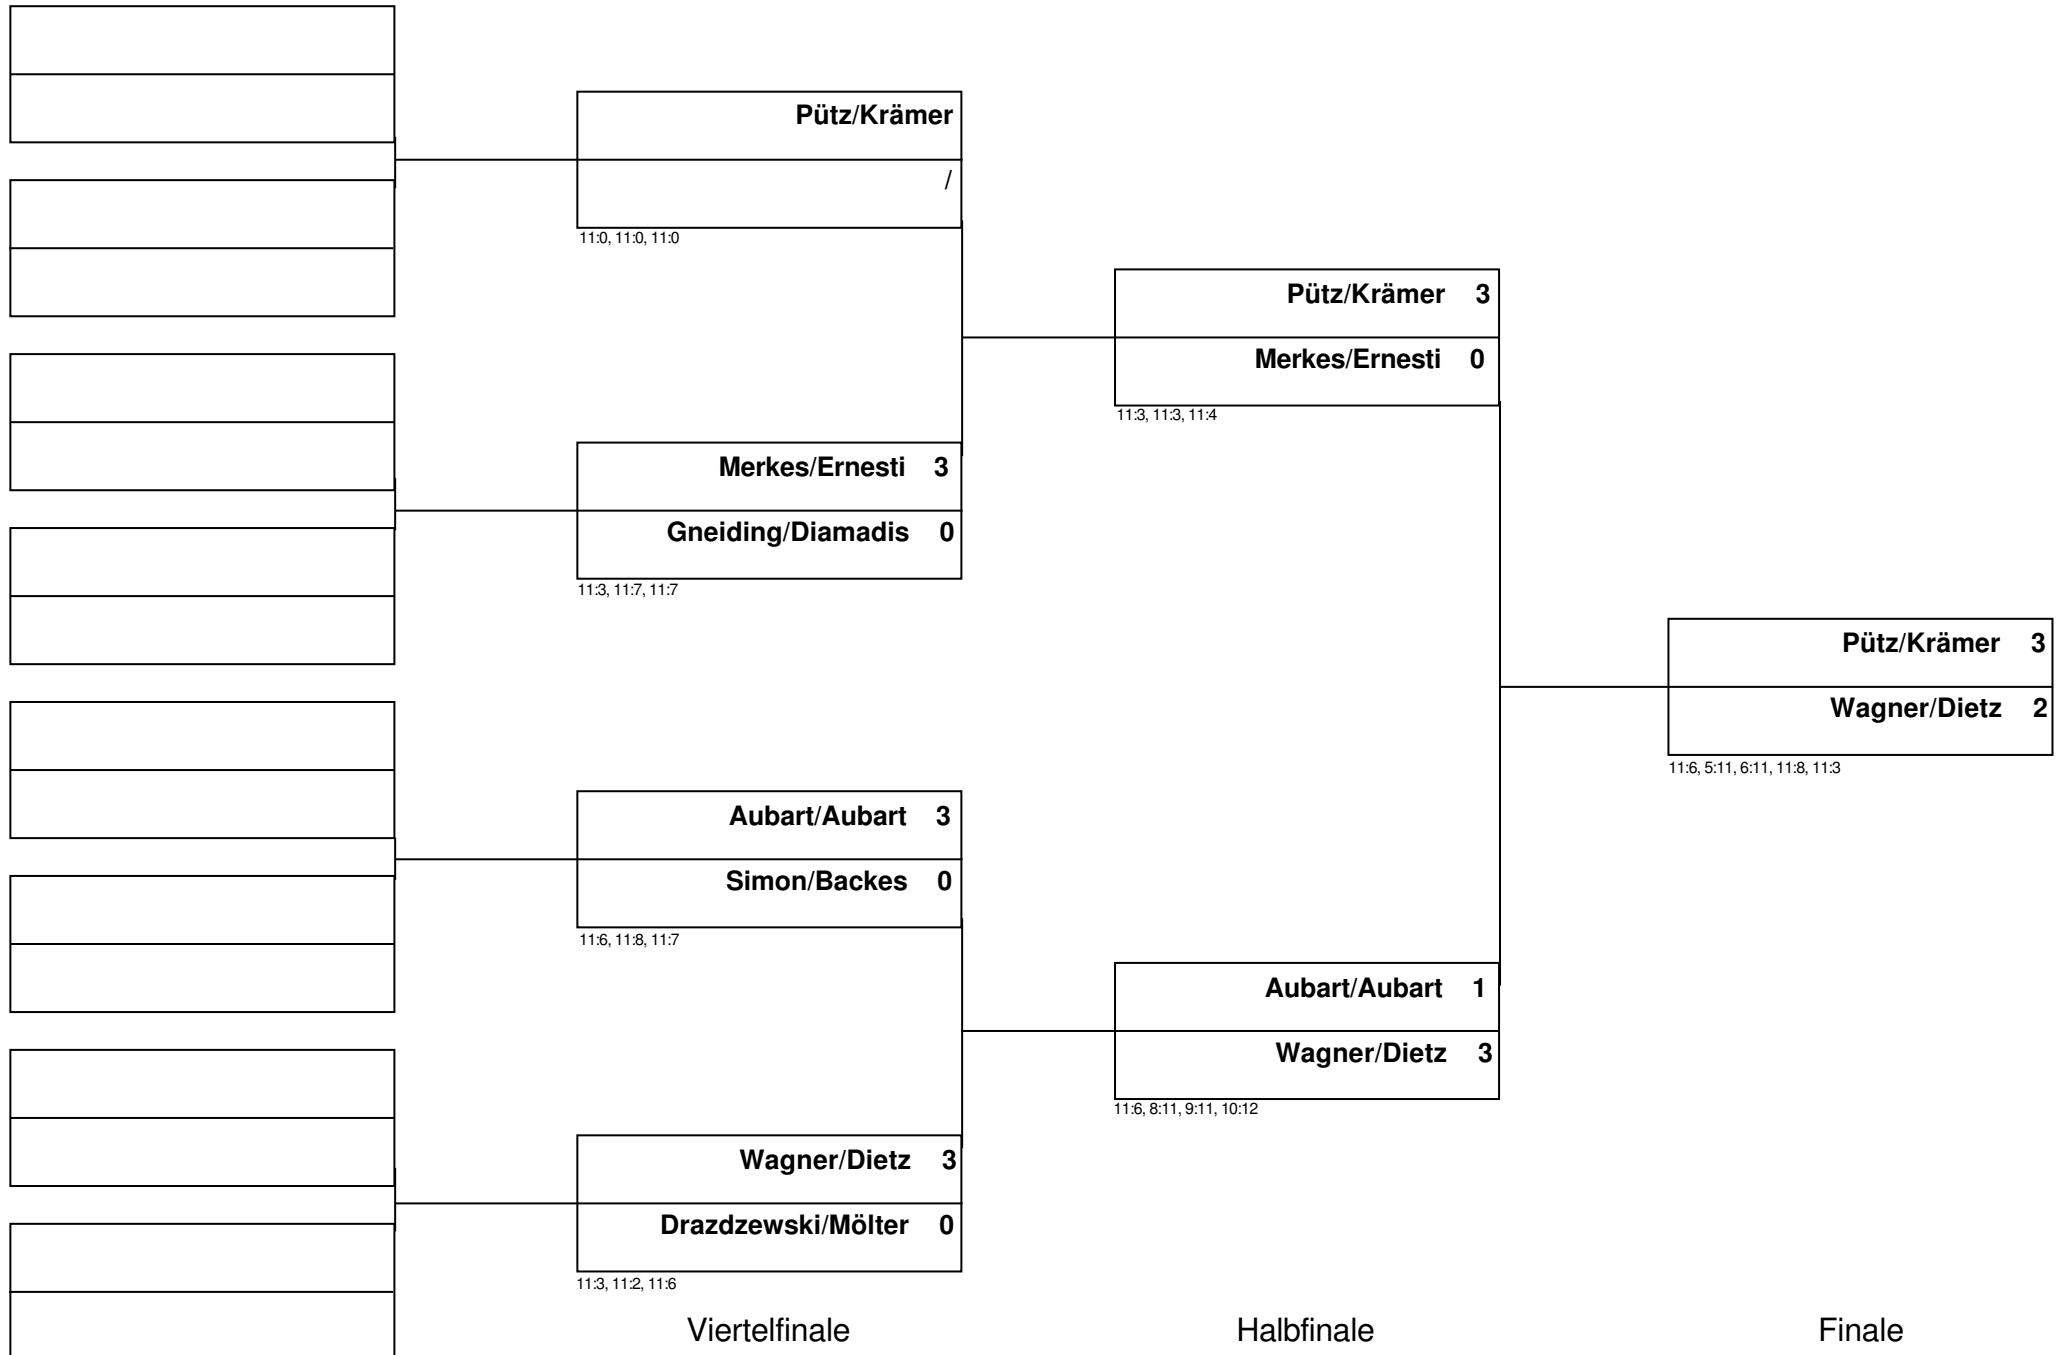 Pütz/Krämer
/
11:0, 11:0, 11:0
Merkes/Ernesti 3
Gneiding/Diamadis 0
11:3, 11:7, 11:7
Aubart/Aubart 3
Simon/Backes 0
11:6, 11:8, 11:7
Wagner/Dietz 3
Drazdzewski/Mölter 0
11:3, 11:2, 11:6
Viertelfinale
Pütz/Krämer 3
Merkes/Ernesti 0
11:3, 11:3, 11:4
Aubart/Aubart 1
Wagner/Dietz 3
11:6, 8:11, 9:11, 10:12
Halbfinale
Pütz/Krämer 3
Wagner/Dietz 2
11:6, 5:11, 6:11, 11:8, 11:3
Finale